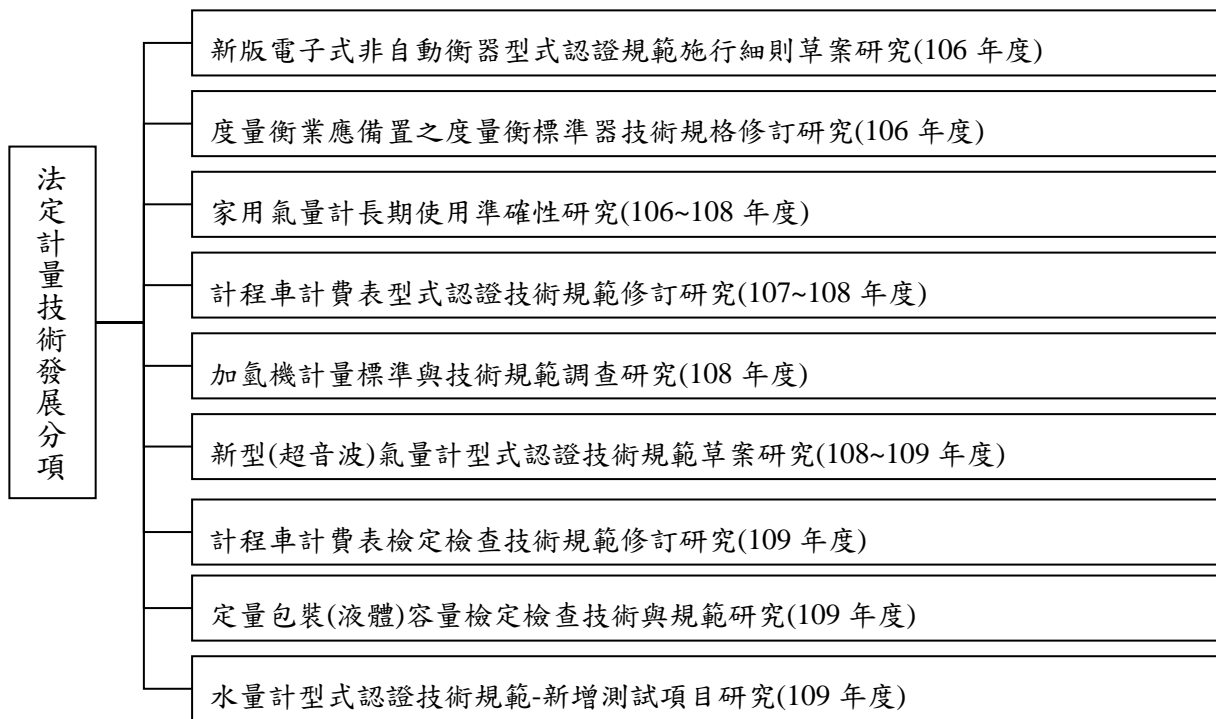 法定計量技術發展分項
新版電子式非自動衡器型式認證規範施行細則草案研究(106 年度)
度量衡業應備置之度量衡標準器技術規格修訂研究(106 年度)
家用氣量計長期使用準確性研究(106~108 年度)
計程車計費表型式認證技術規範修訂研究(107~108 年度)
加氫機計量標準與技術規範調查研究(108 年度)
新型(超音波)氣量計型式認證技術規範草案研究(108~109 年度)
計程車計費表檢定檢查技術規範修訂研究(109 年度)
定量包裝(液體)容量檢定檢查技術與規範研究(109 年度)
水量計型式認證技術規範-新增測試項目研究(109 年度)